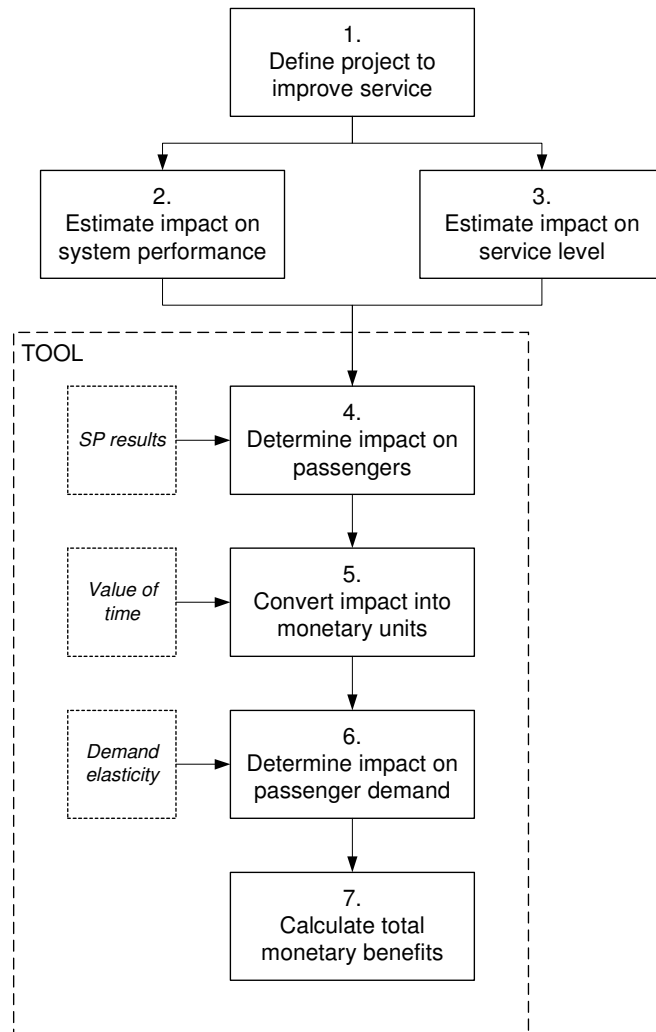 1.
Define project to
improve service
2.
Estimate impact on
system performance
3.
Estimate impact on
service level
TOOL
SP results
4.
Determine impact on
passengers
Value of
time
5.
Convert impact into
monetary units
Demand
elasticity
6.
Determine impact on
passenger demand
7.
Calculate total
monetary benefits